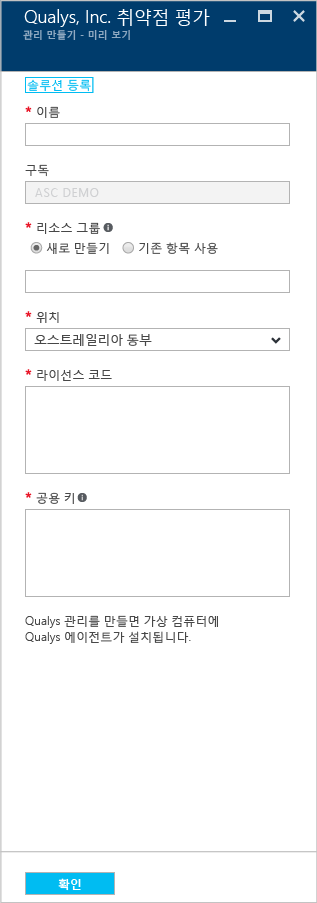 Qualys, Inc. 취약점 평가
관리 만들기 - 미리 보기
솔루션 등록
* 이름
구독
ASC DEMO
* 리소스 그룹
새로 만들기 기존 항목 사용
* 위치
오스트레일리아 동부
* 라이선스 코드
* 공용 키
Qualys 관리를 만들면 가상 컴퓨터에
Qualys 에이전트가 설치됩니다.
확인